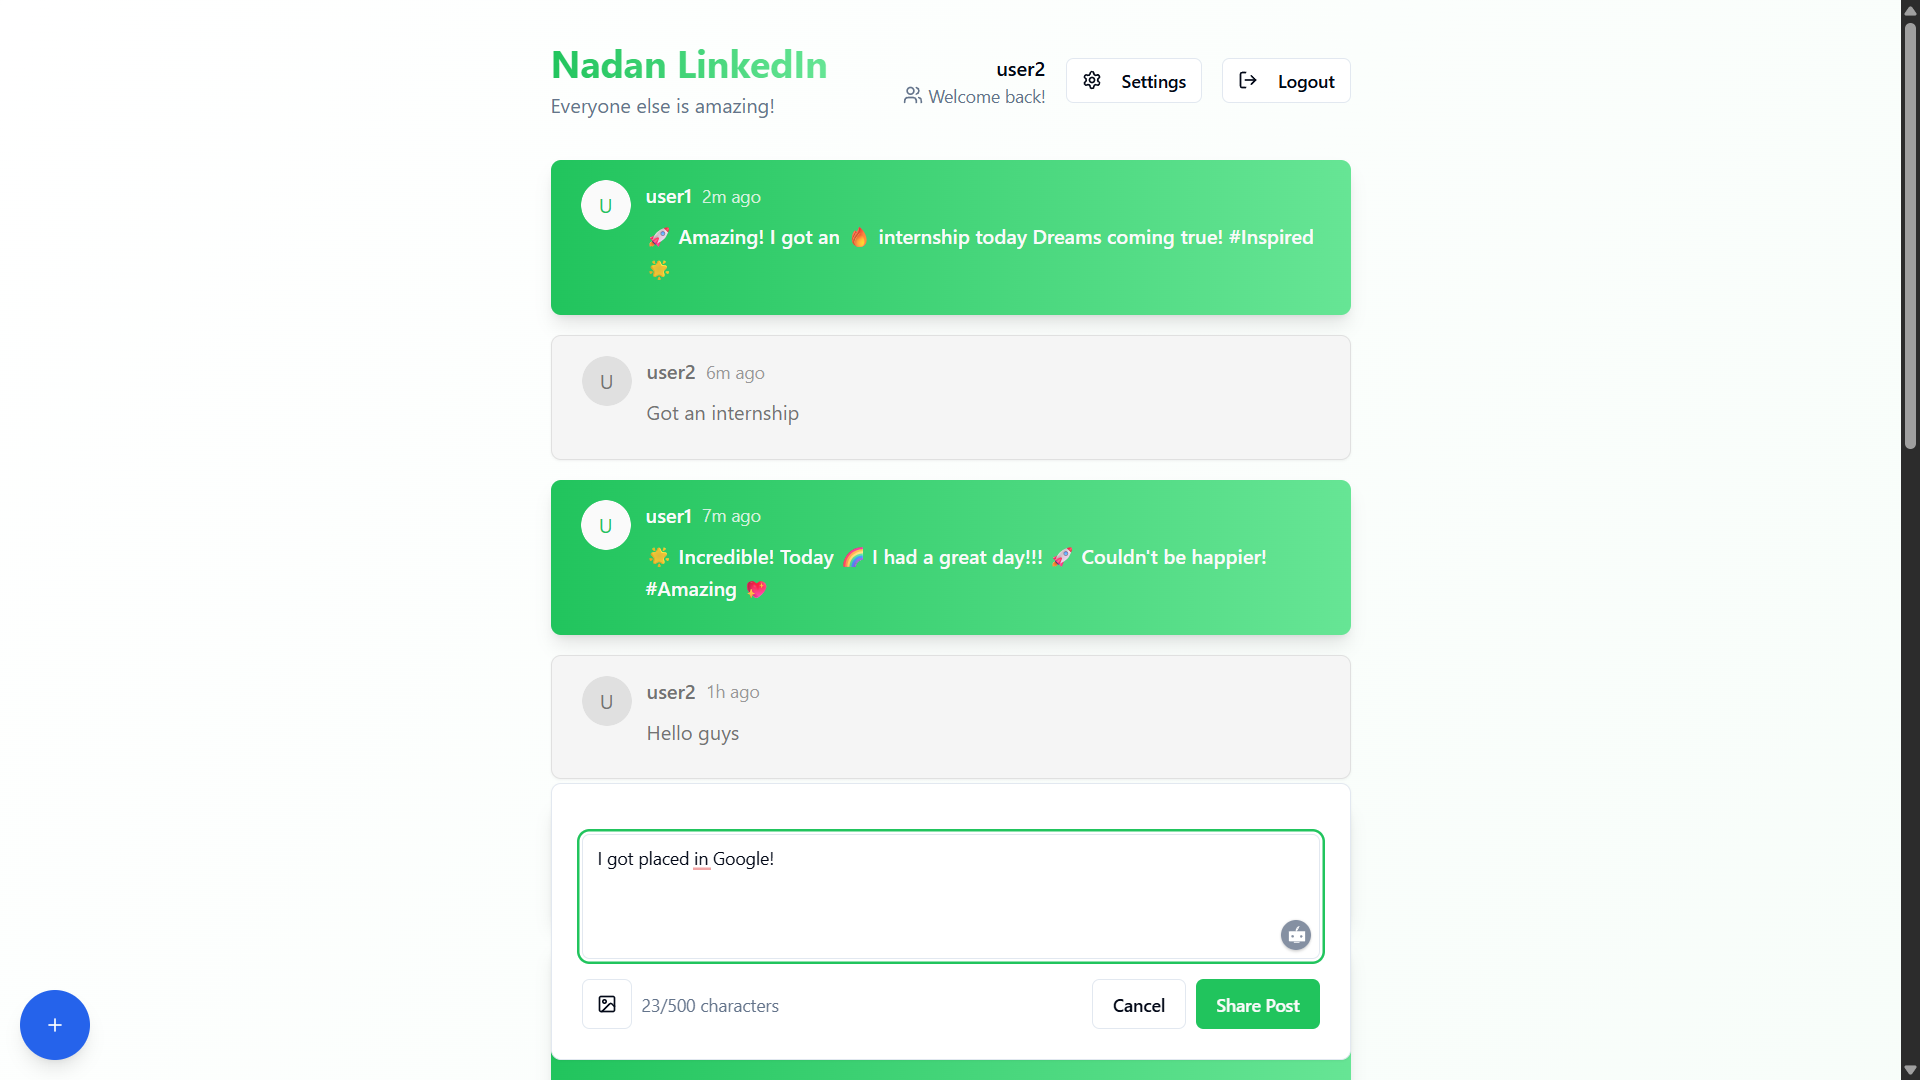 Nadan LinkedIn
Everyone else is amazing!
user2
Welcome back!
Settings
Logout
U
user1 2m ago
🚀 Amazing! I got an 🔥 internship today Dreams coming true! #Inspired
🌟
U
user2 6m ago
Got an internship
U
user1 7m ago
🌟 Incredible! Today 🌈 I had a great day!!! 🚀 Couldn't be happier!
#Amazing 💖
U
user2 1h ago
Hello guys
I got placed in Google!
23/500 characters
Cancel
Share Post
+